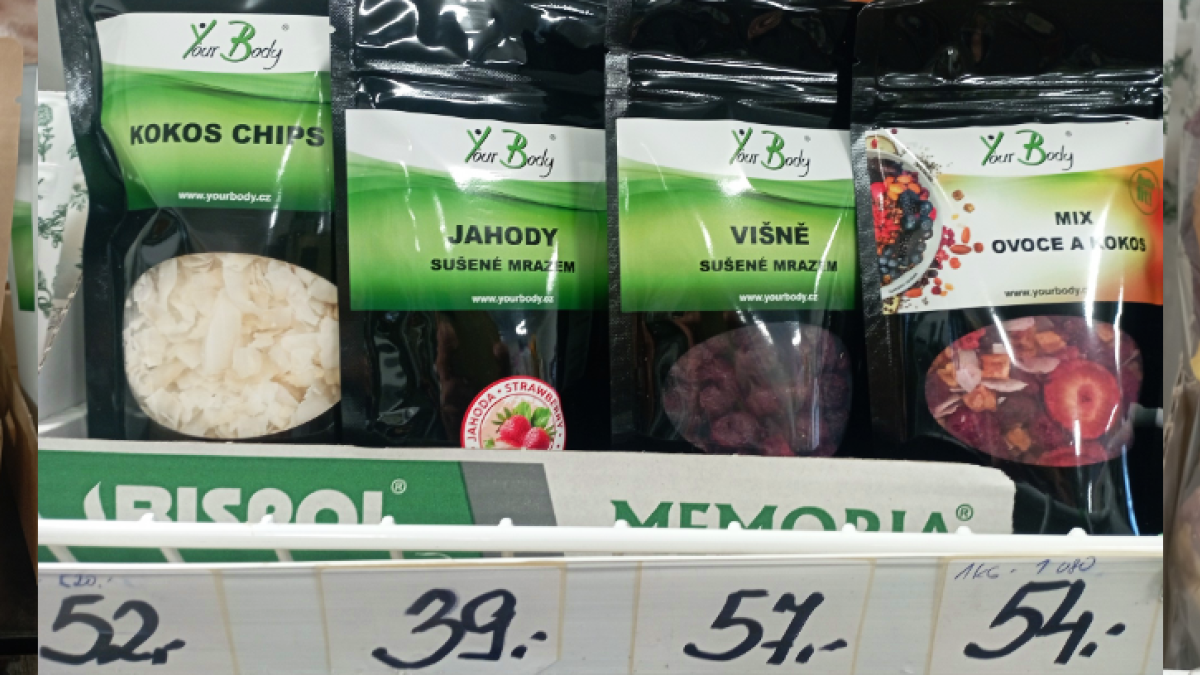 Your Body®
KOKOS CHIPS
www.yourbody.cz
Your Body®
JAHODY
SUŠENÉ MRAZEM
www.yourbody.cz
JAHODA • STRAWBERRY
Your Body®
VIŠNĚ
SUŠENÉ MRAZEM
www.yourbody.cz
Your Body®
MIX
OVOCE A KOKOS
www.yourbody.cz
BISPOL®
MEMORIA®
52,-
39,-
57,-
1KG - 1080
54,-